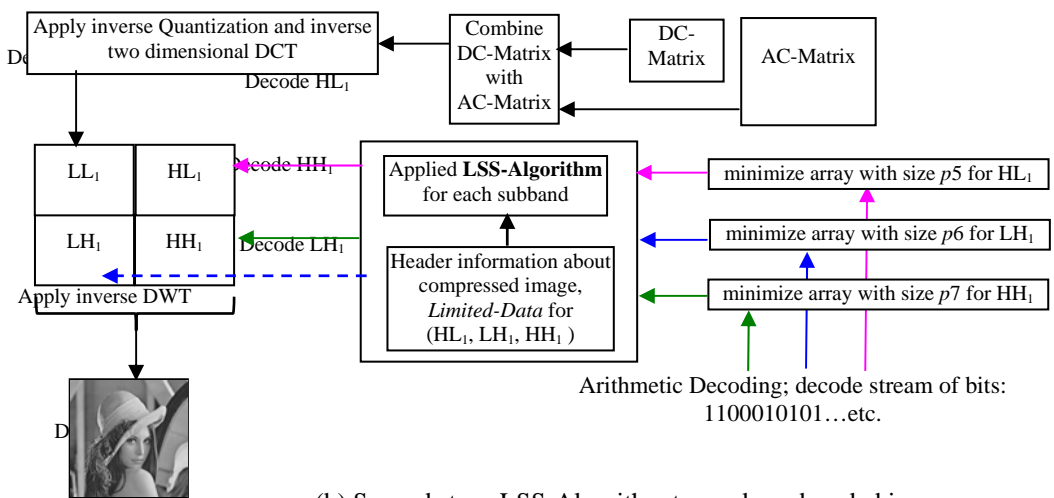 Apply inverse Quantization and inverse
two dimensional DCT
Combine
DC-Matrix
with
AC-Matrix
DC-
Matrix
AC-Matrix
Decode HL₁
LL₁
HL₁
LH₁
HH₁
Decode HH₁
Decode LH₁
Applied LSS-Algorithm
for each subband
Header information about
compressed image,
Limited-Data for
(HL₁, LH₁, HH₁ )
minimize array with size p5 for HL₁
minimize array with size p6 for LH₁
minimize array with size p7 for HH₁
Apply inverse DWT
Arithmetic Decoding; decode stream of bits:
1100010101…etc.